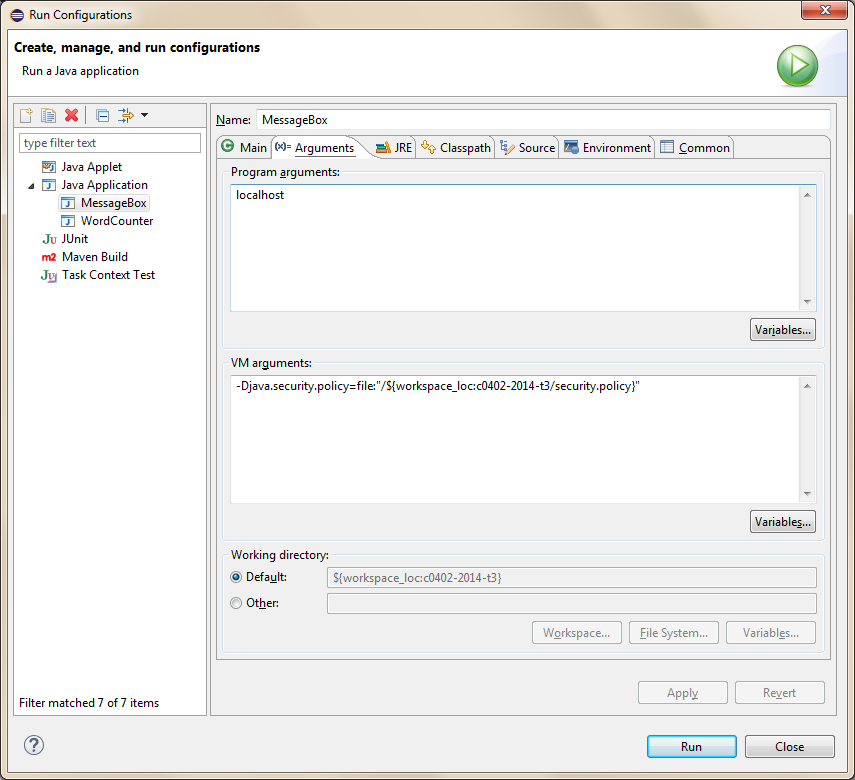 Run Configurations
Create, manage, and run configurations
Run a Java application
type filter text
Java Applet
Java Application
MessageBox
WordCounter
Ju JUnit
m2 Maven Build
Ju Task Context Test
Filter matched 7 of 7 items
Name: MessageBox
Main (x)= Arguments JRE Classpath Source Environment Common
Program arguments:
localhost
Variables...
VM arguments:
-Djava.security.policy=file:"/${workspace_loc:c0402-2014-t3/security.policy}"
Variables...
Working directory:
Default: ${workspace_loc:c0402-2014-t3}
Other:
Workspace... File System... Variables...
Apply Revert
? Run Close